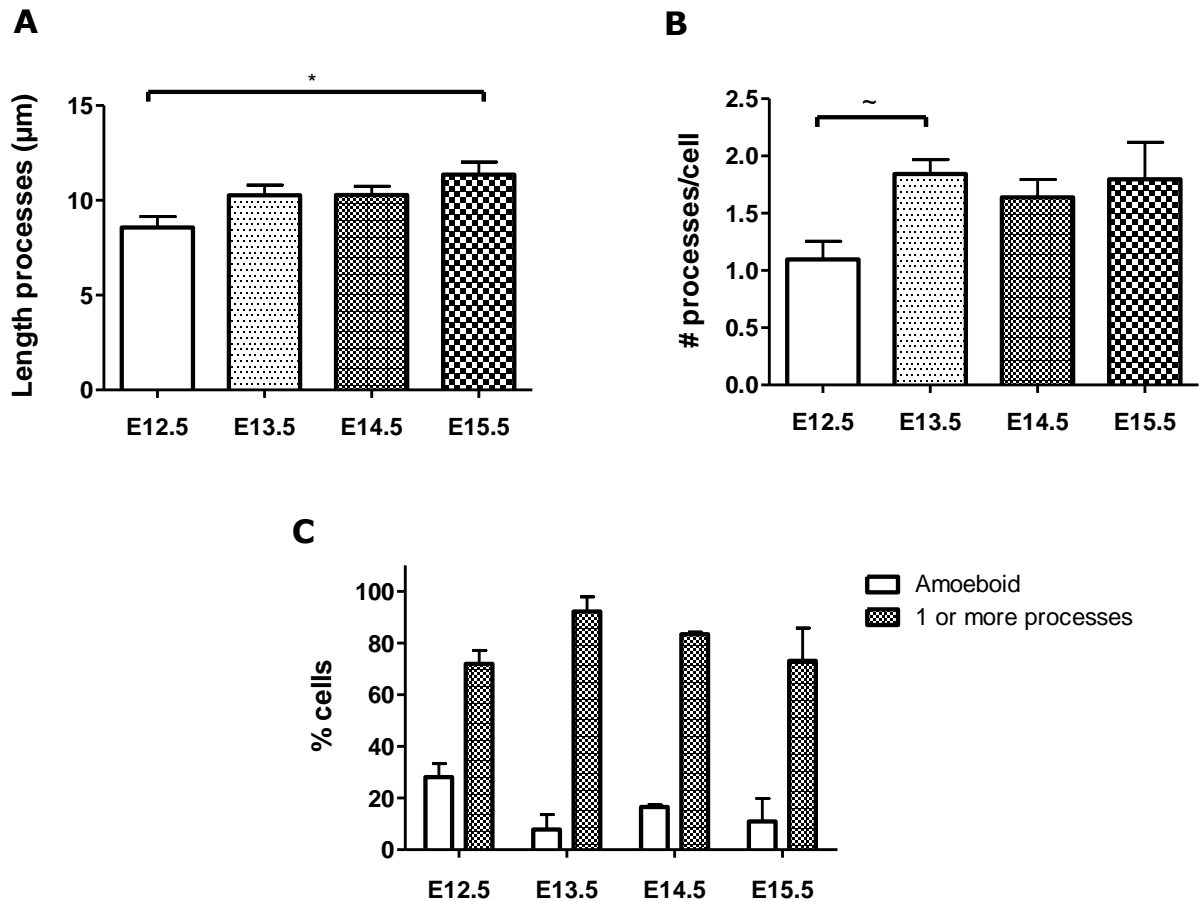 A
*
Length processes (µm)
15
10
5
0
E12.5 E13.5 E14.5 E15.5
B
~
# processes/cell
2.5
2.0
1.5
1.0
0.5
0.0
E12.5 E13.5 E14.5 E15.5
C
% cells
100
80
60
40
20
0
E12.5 E13.5 E14.5 E15.5
Amoeboid
1 or more processes